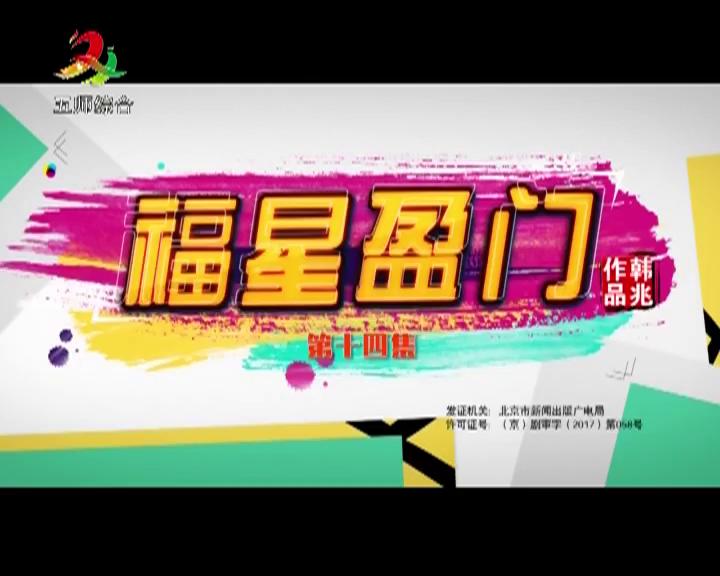 五师综合
福星盈门
韩兆
作品
第十四集
发证机关: 北京市新闻出版广电局
许可证号: (京)剧审字(2017)第058号